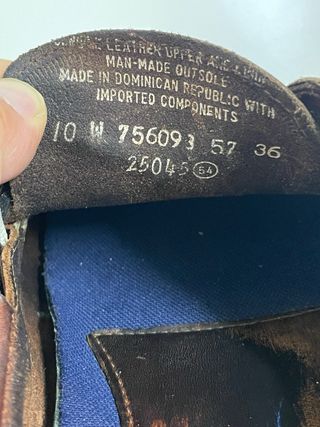 LEATHER UPPER AND
MAN-MADE OUTSOLE
MADE IN DOMINICAN REPUBLIC WITH
IMPORTED COMPONENTS
10 W 756093 57 36
25045 54